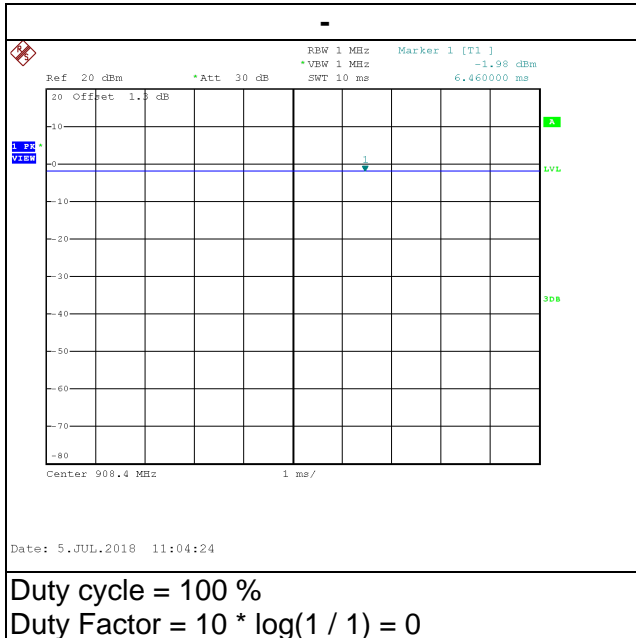 -
RBW 1 MHz Marker 1 [T1 ]
*VBW 1 MHz -1.98 dBm
Ref 20 dBm *Att 30 dB SWT 10 ms 6.460000 ms
20 Offset 1.3 dB
A
10
1 PK *
VIEW
0
1
LVL
-10
-20
-30
3DB
-40
-50
-60
-70
-80
Center 908.4 MHz 1 ms/
Date: 5.JUL.2018 11:04:24
Duty cycle = 100 %
Duty Factor = 10 * log(1 / 1) = 0